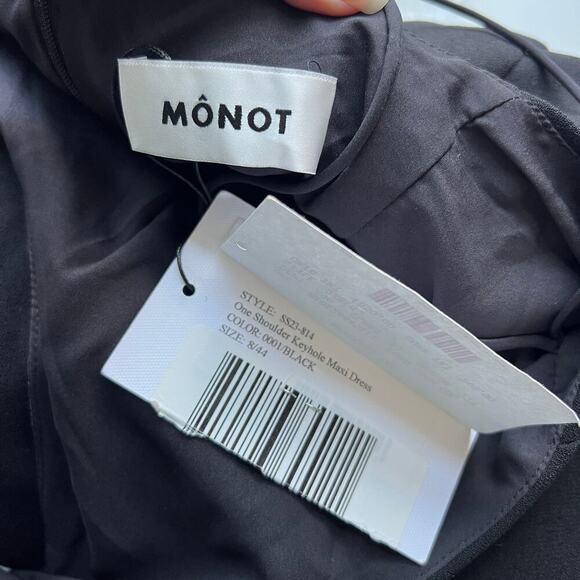 MÔNOT
STYLE: SS23-814
One Shoulder Keyhole Maxi Dress
COLOR: 0001/BLACK
SIZE: 8/44